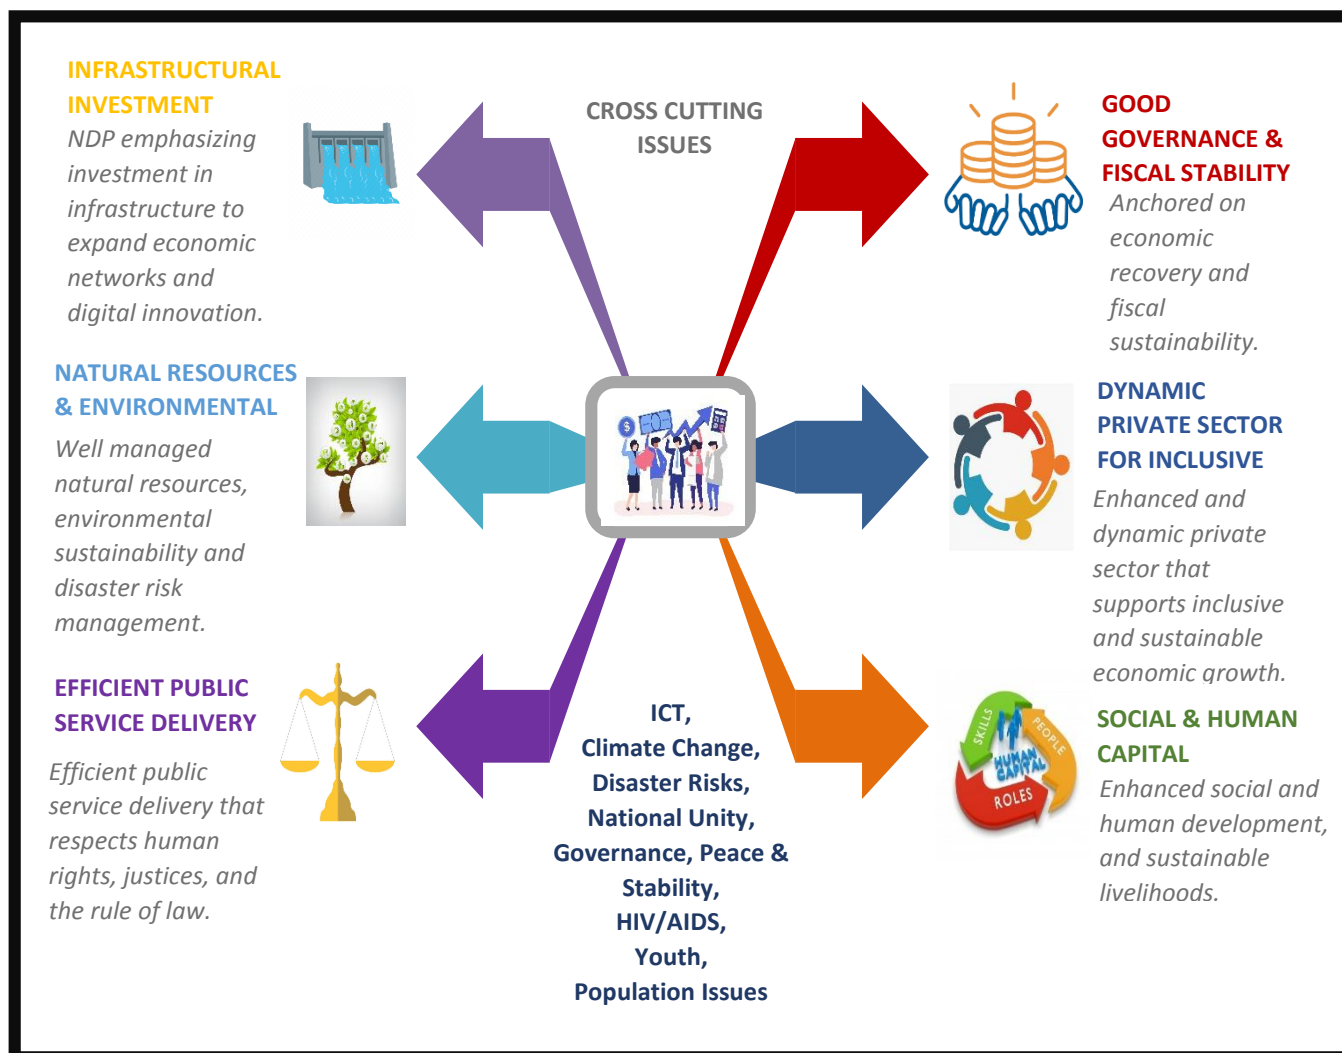 INFRASTRUCTURAL
INVESTMENT
NDP emphasizing
investment in
infrastructure to
expand economic
networks and
digital innovation.
NATURAL RESOURCES
& ENVIRONMENTAL
Well managed
natural resources,
environmental
sustainability and
disaster risk
management.
EFFICIENT PUBLIC
SERVICE DELIVERY
Efficient public
service delivery that
respects human
rights, justices, and
the rule of law.
CROSS CUTTING
ISSUES
$
ICT,
Climate Change,
Disaster Risks,
National Unity,
Governance, Peace &
Stability,
HIV/AIDS,
Youth,
Population Issues
GOOD
GOVERNANCE &
FISCAL STABILITY
Anchored on
economic
recovery and
fiscal
sustainability.
DYNAMIC
PRIVATE SECTOR
FOR INCLUSIVE
Enhanced and
dynamic private
sector that
supports inclusive
and sustainable
economic growth.
SKILLS
PEOPLE
HUMAN
CAPITAL
ROLES
SOCIAL & HUMAN
CAPITAL
Enhanced social and
human development,
and sustainable
livelihoods.